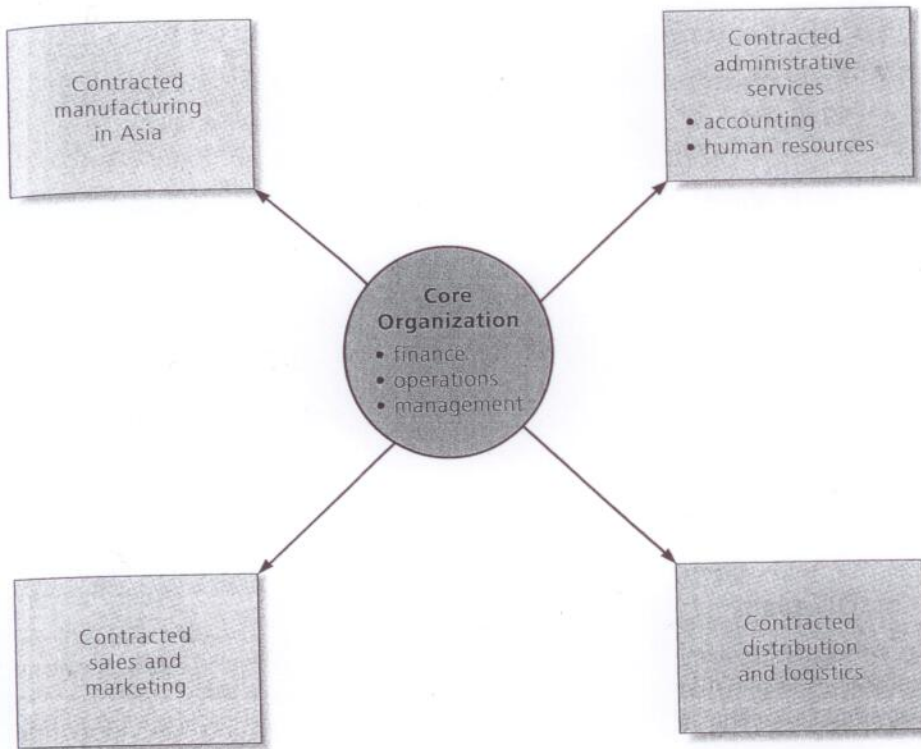 Contracted
manufacturing
in Asia
Contracted
administrative
services
• accounting
• human resources
Core
Organization
• finance
• operations
• management
Contracted
sales and
marketing
Contracted
distribution
and logistics